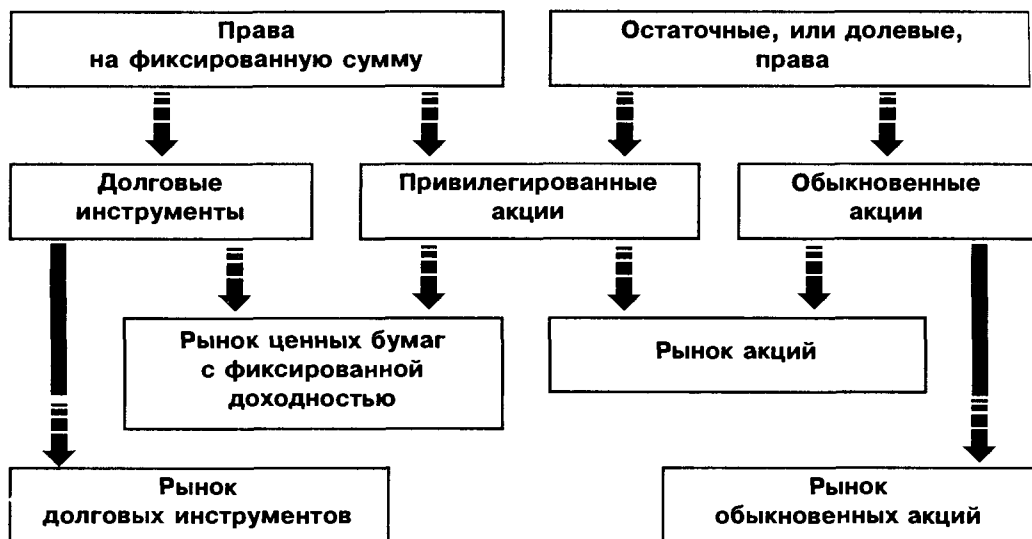 Права
на фиксированную сумму
Остаточные, или долевые,
права
Долговые
инструменты
Привилегированные
акции
Обыкновенные
акции
Рынок ценных бумаг
с фиксированной
доходностью
Рынок акций
Рынок
долговых инструментов
Рынок
обыкновенных акций